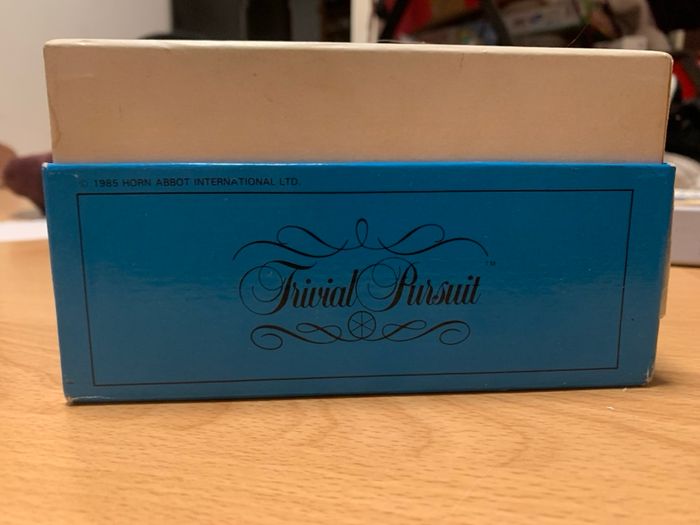 © 1985 HORN ABBOT INTERNATIONAL LTD.
Trivial Pursuit™